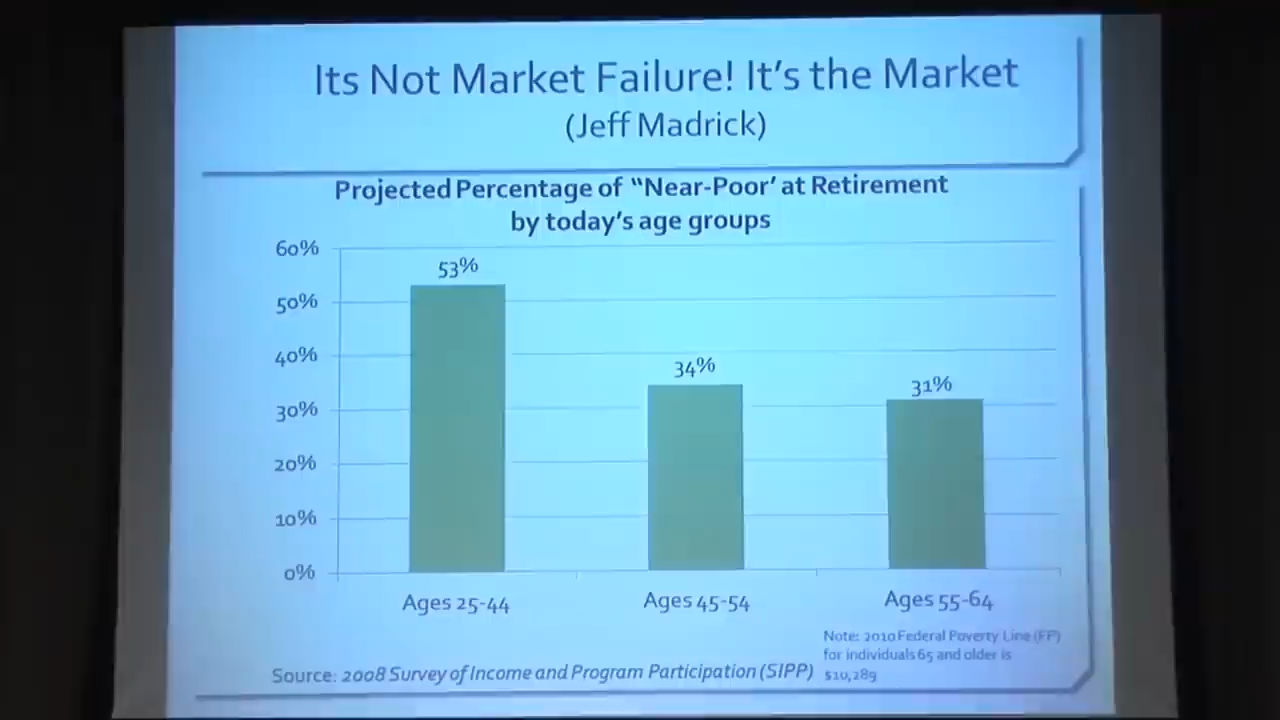 Its Not Market Failure! It's the Market
(Jeff Madrick)
Projected Percentage of "Near-Poor' at Retirement
by today's age groups
60%
53%
50%
40%
34%
31%
30%
20%
10%
0%
Ages 25-44
Ages 45-54
Ages 55-64
Note: 2010 Federal Poverty Line (FP)
for individuals 65 and older is
$10,289
Source: 2008 Survey of Income and Program Participation (SIPP)